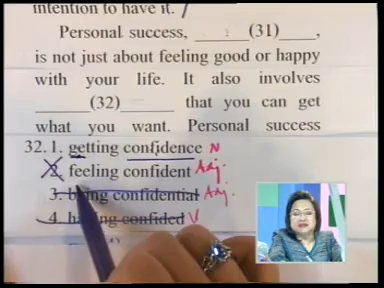 intention to have it.
Personal success, ______ (31) ____,
is not just about feeling good or happy
with your life. It also involves
______ (32) ______ that you can get
what you want. Personal success
32. 1. getting confidence N
2. feeling confident Adj.
3. being confidential Adj.
4. having confided V